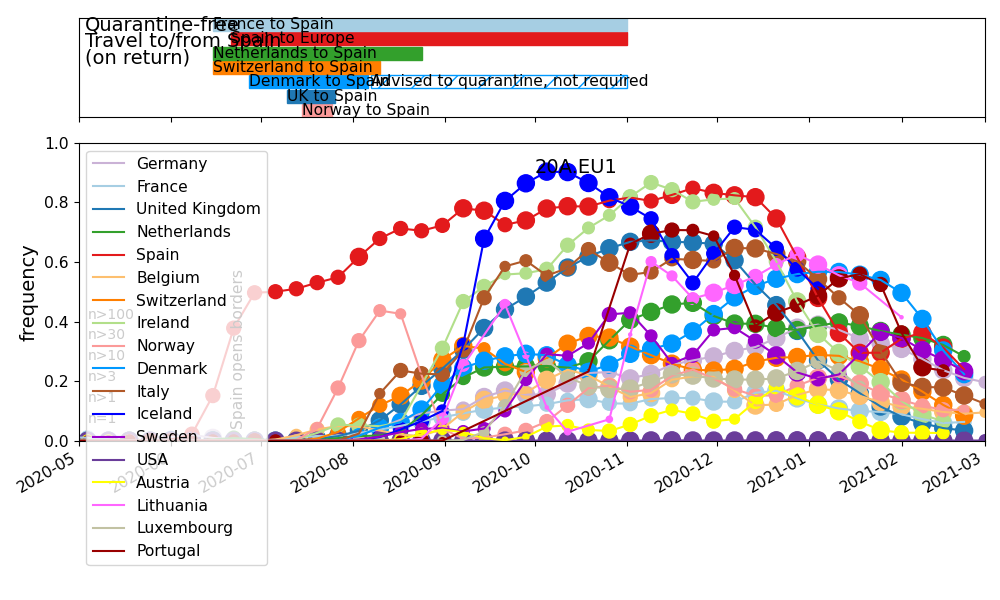 Quarantine-free
Travel to/from Spain
(on return)
France to Spain
Spain to Europe
Netherlands to Spain
Switzerland to Spain
Denmark to Spain
Advised to quarantine, not required
UK to Spain
Norway to Spain
20A.EU1
frequency
1.0
0.8
0.6
0.4
0.2
0.0
Germany
France
United Kingdom
Netherlands
Spain
Belgium
Switzerland
Ireland
Norway
Denmark
Italy
Iceland
Sweden
USA
Austria
Lithuania
Luxembourg
Portugal
n>100
n>30
n>10
n>3
n>1
n=1
Spain opens borders
2020-05
2020-06
2020-07
2020-08
2020-09
2020-10
2020-11
2020-12
2021-01
2021-02
2021-03